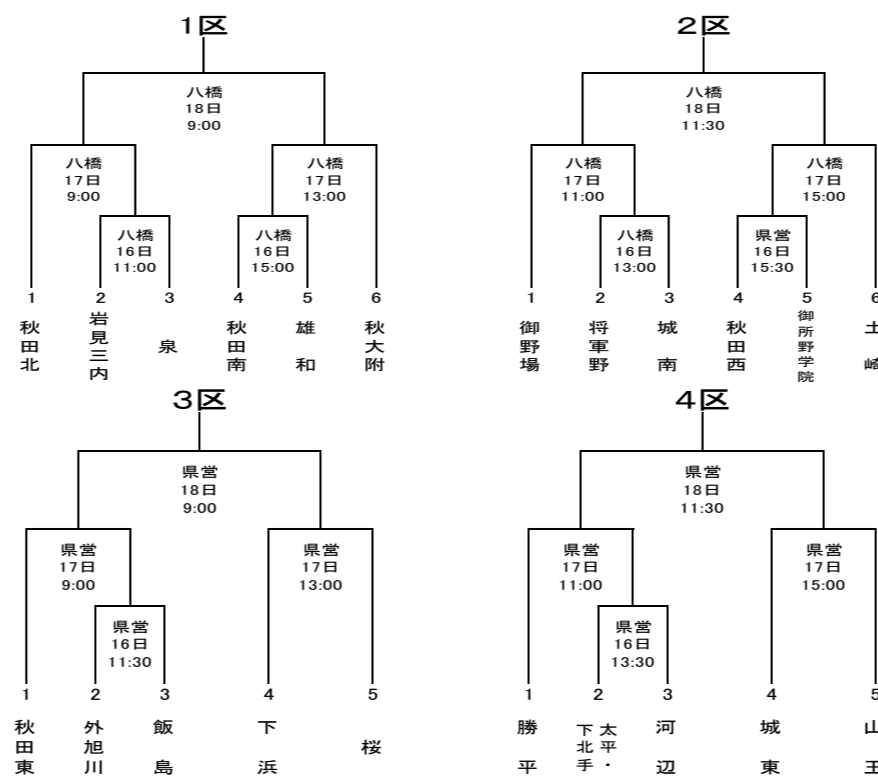 1区
八橋
18日
9:00
八橋
17日
9:00
八橋
17日
13:00
八橋
16日
11:00
八橋
16日
15:00
1
2
3
4
5
6
秋田北
岩見三内
泉
秋田南
雄和
秋大附
2区
八橋
18日
11:30
八橋
17日
11:00
八橋
17日
15:00
八橋
16日
13:00
県営
16日
15:30
1
2
3
4
5
6
御野場
将軍野
城南
秋田西
御所野学院
土崎
3区
県営
18日
9:00
県営
17日
9:00
県営
17日
13:00
県営
16日
11:30
1
2
3
4
5
秋田東
外旭川
飯島
下浜
桜
4区
県営
18日
11:30
県営
17日
11:00
県営
17日
15:00
県営
16日
13:30
1
2
3
4
5
勝平
太平・
下北手
河辺
城東
山王